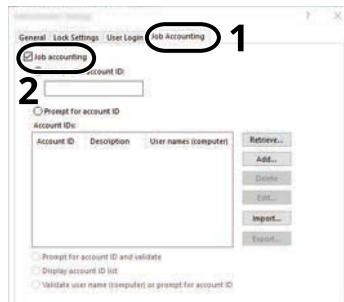 ? X
General Lock Settings User Login Job Accounting 1
Job accounting
account ID:
2
Prompt for account ID
Account IDs:
Account ID Description User names (computer)
Retrieve...
Add...
Delete
Edit...
Import...
Export...
Prompt for account ID and validate
Display account ID list
Validate user name (computer) or prompt for account ID